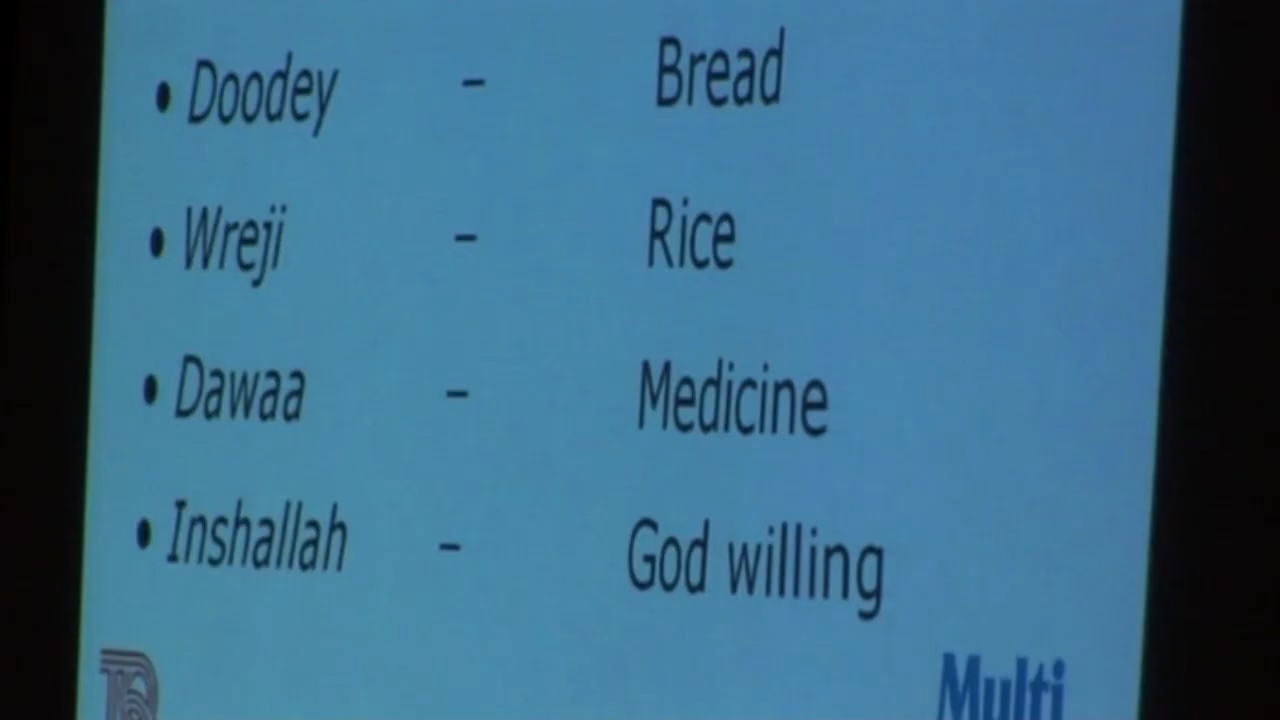 • Doodey – Bread
• Wreji – Rice
• Dawaa – Medicine
• Inshallah – God willing
Multi